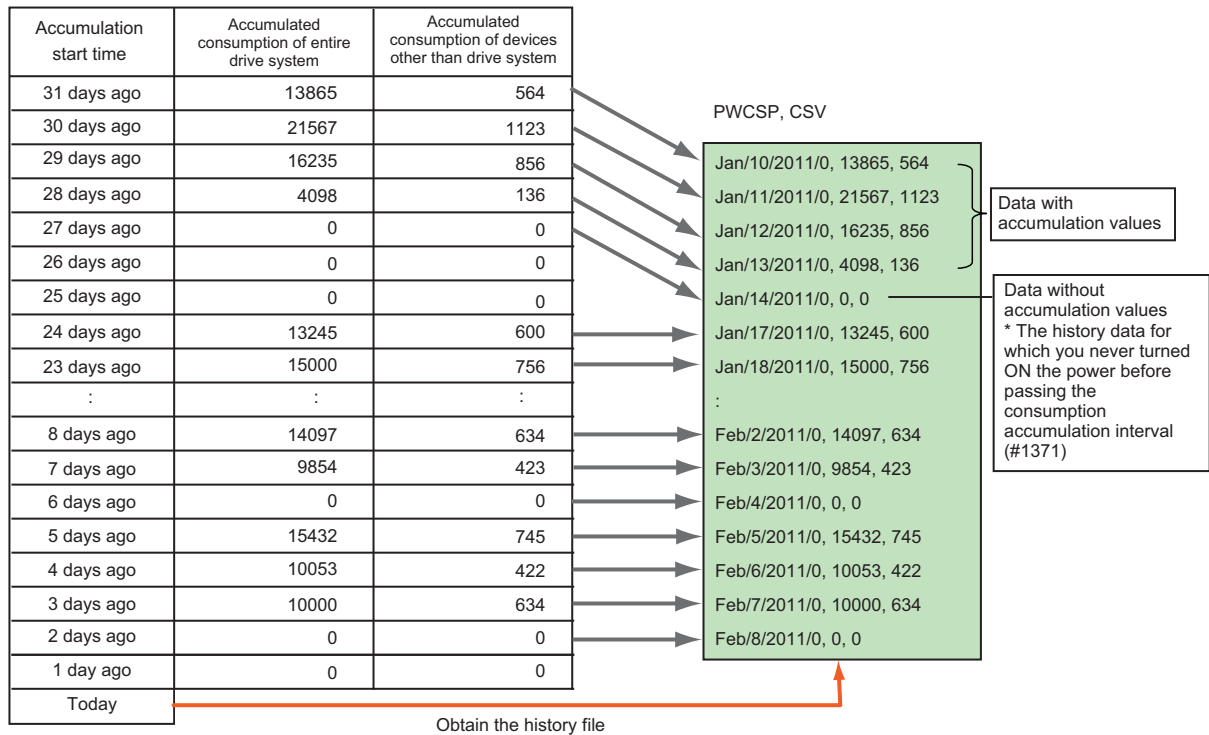 Accumulation
start time
Accumulated
consumption of entire
drive system
Accumulated
consumption of devices
other than drive system
31 days ago 13865 564
30 days ago 21567 1123
29 days ago 16235 856
28 days ago 4098 136
27 days ago 0 0
26 days ago 0 0
25 days ago 0 0
24 days ago 13245 600
23 days ago 15000 756
: : :
8 days ago 14097 634
7 days ago 9854 423
6 days ago 0 0
5 days ago 15432 745
4 days ago 10053 422
3 days ago 10000 634
2 days ago 0 0
1 day ago 0 0
Today
Obtain the history file
PWCSP, CSV
Jan/10/2011/0, 13865, 564
Jan/11/2011/0, 21567, 1123
Jan/12/2011/0, 16235, 856
Jan/13/2011/0, 4098, 136
Jan/14/2011/0, 0, 0
Jan/17/2011/0, 13245, 600
Jan/18/2011/0, 15000, 756
:
Feb/2/2011/0, 14097, 634
Feb/3/2011/0, 9854, 423
Feb/4/2011/0, 0, 0
Feb/5/2011/0, 15432, 745
Feb/6/2011/0, 10053, 422
Feb/7/2011/0, 10000, 634
Feb/8/2011/0, 0, 0
Data with
accumulation values
Data without
accumulation values
* The history data for
which you never turned
ON the power before
passing the
consumption
accumulation interval
(#1371)